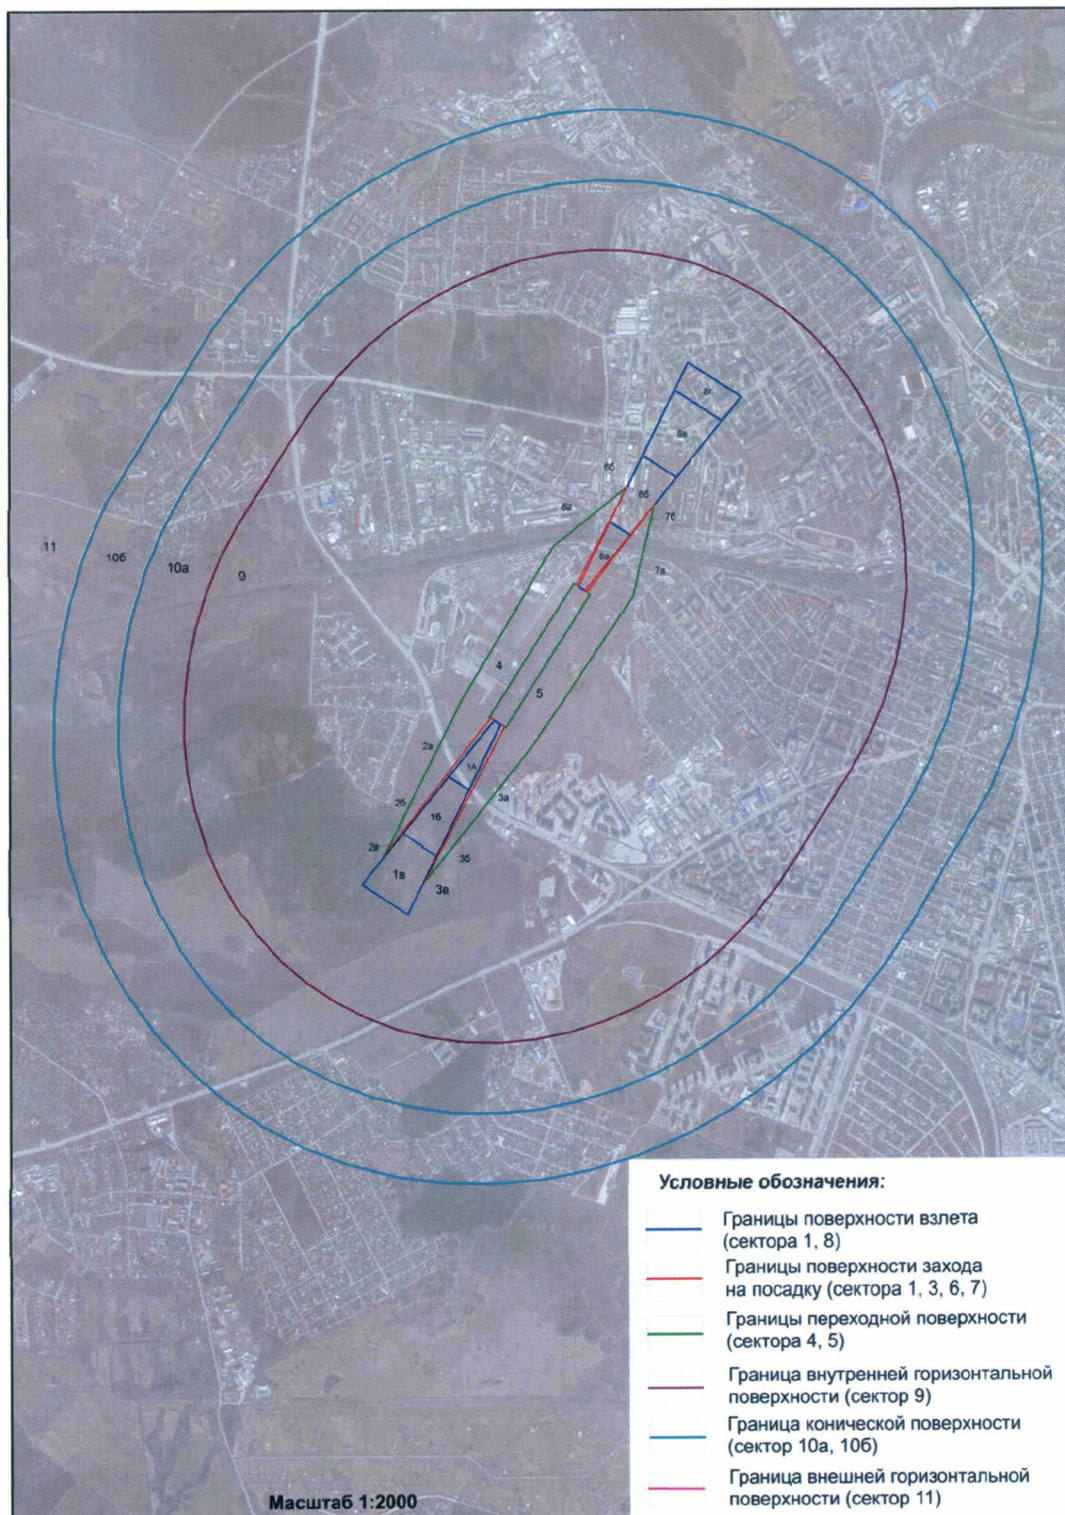 8г
8в
6б
8б
6а
7б
8а
11
10б
10а
9
7а
4
5
2а
1А
3а
2б
1б
2в
3б
1в
3в
Условные обозначения:
Границы поверхности взлета
(сектора 1, 8)
Границы поверхности захода
на посадку (сектора 1, 3, 6, 7)
Границы переходной поверхности
(сектора 4, 5)
Граница внутренней горизонтальной
поверхности (сектор 9)
Граница конической поверхности
(сектор 10а, 10б)
Граница внешней горизонтальной
поверхности (сектор 11)
Масштаб 1:2000